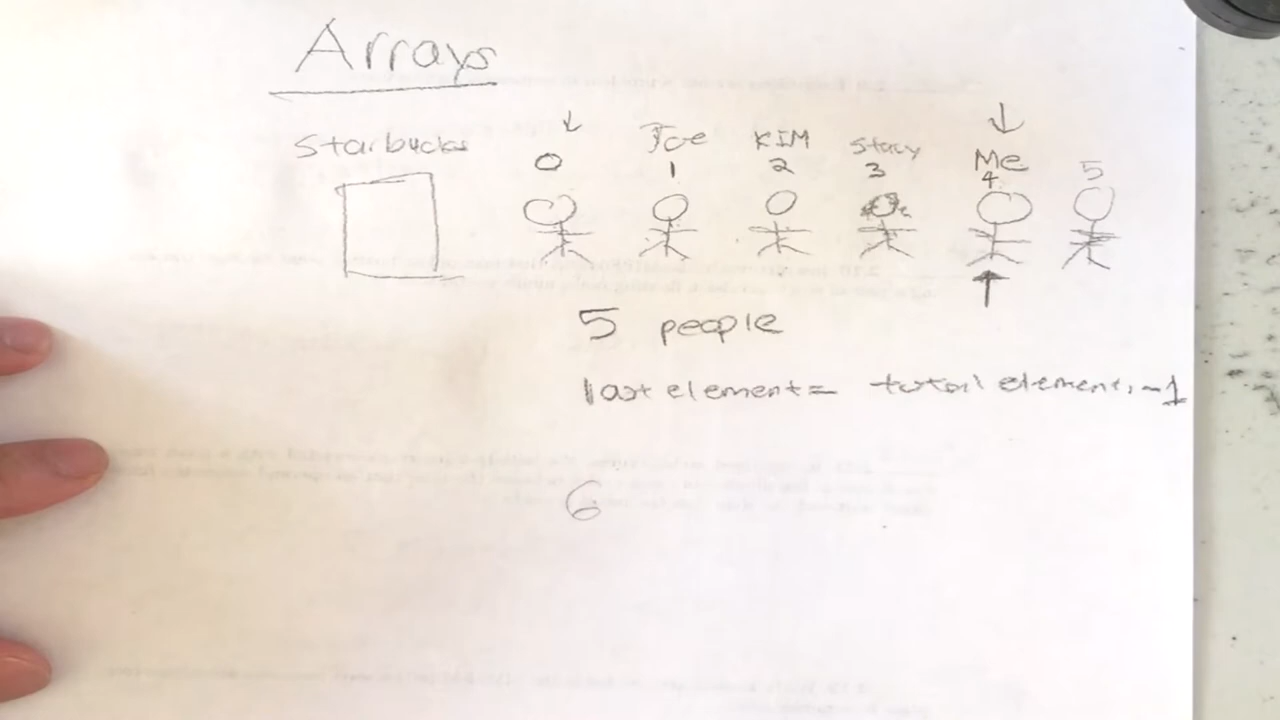 Arrays
Starbucks
Joe KIM Stacy Me
0 1 2 3 4 5
5 people
last element = total elements -1
6